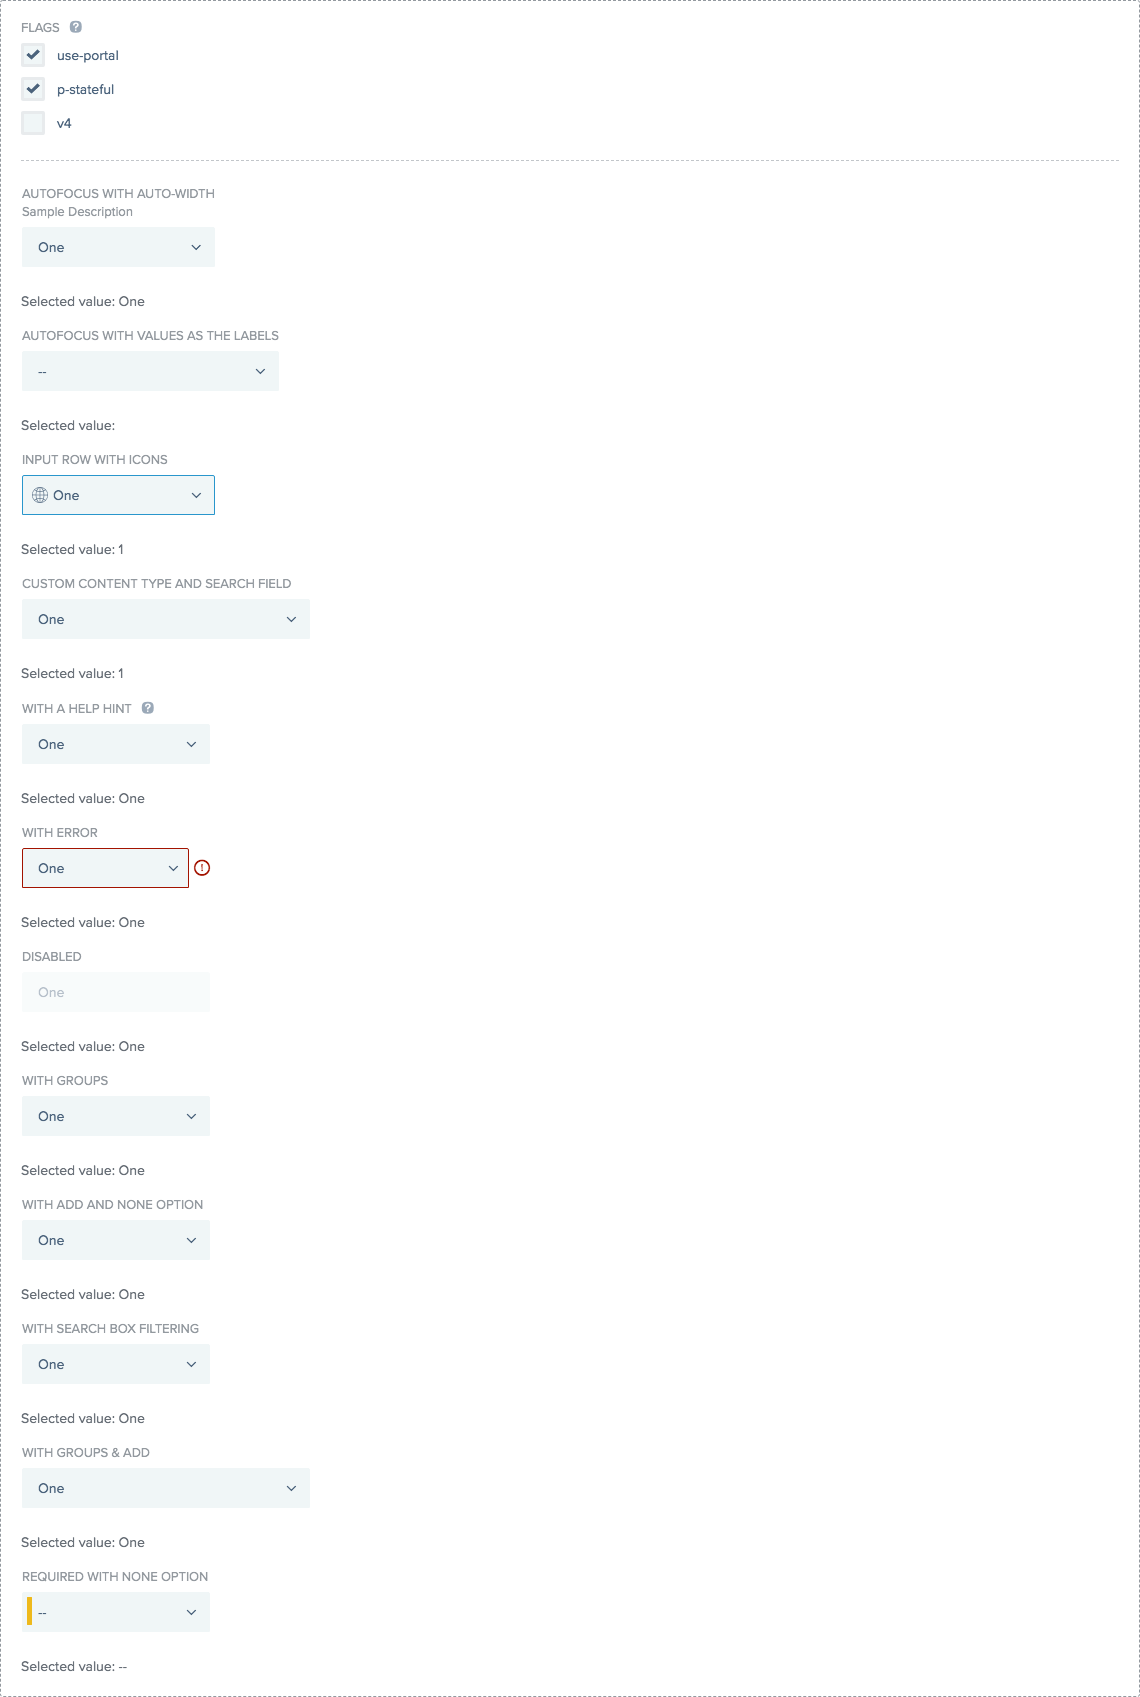 FLAGS ?
use-portal
p-stateful
v4
AUTOFOCUS WITH AUTO-WIDTH
Sample Description
One
Selected value: One
AUTOFOCUS WITH VALUES AS THE LABELS
--
Selected value:
INPUT ROW WITH ICONS
One
Selected value: 1
CUSTOM CONTENT TYPE AND SEARCH FIELD
One
Selected value: 1
WITH A HELP HINT ?
One
Selected value: One
WITH ERROR
One !
Selected value: One
DISABLED
One
Selected value: One
WITH GROUPS
One
Selected value: One
WITH ADD AND NONE OPTION
One
Selected value: One
WITH SEARCH BOX FILTERING
One
Selected value: One
WITH GROUPS & ADD
One
Selected value: One
REQUIRED WITH NONE OPTION
--
Selected value: --